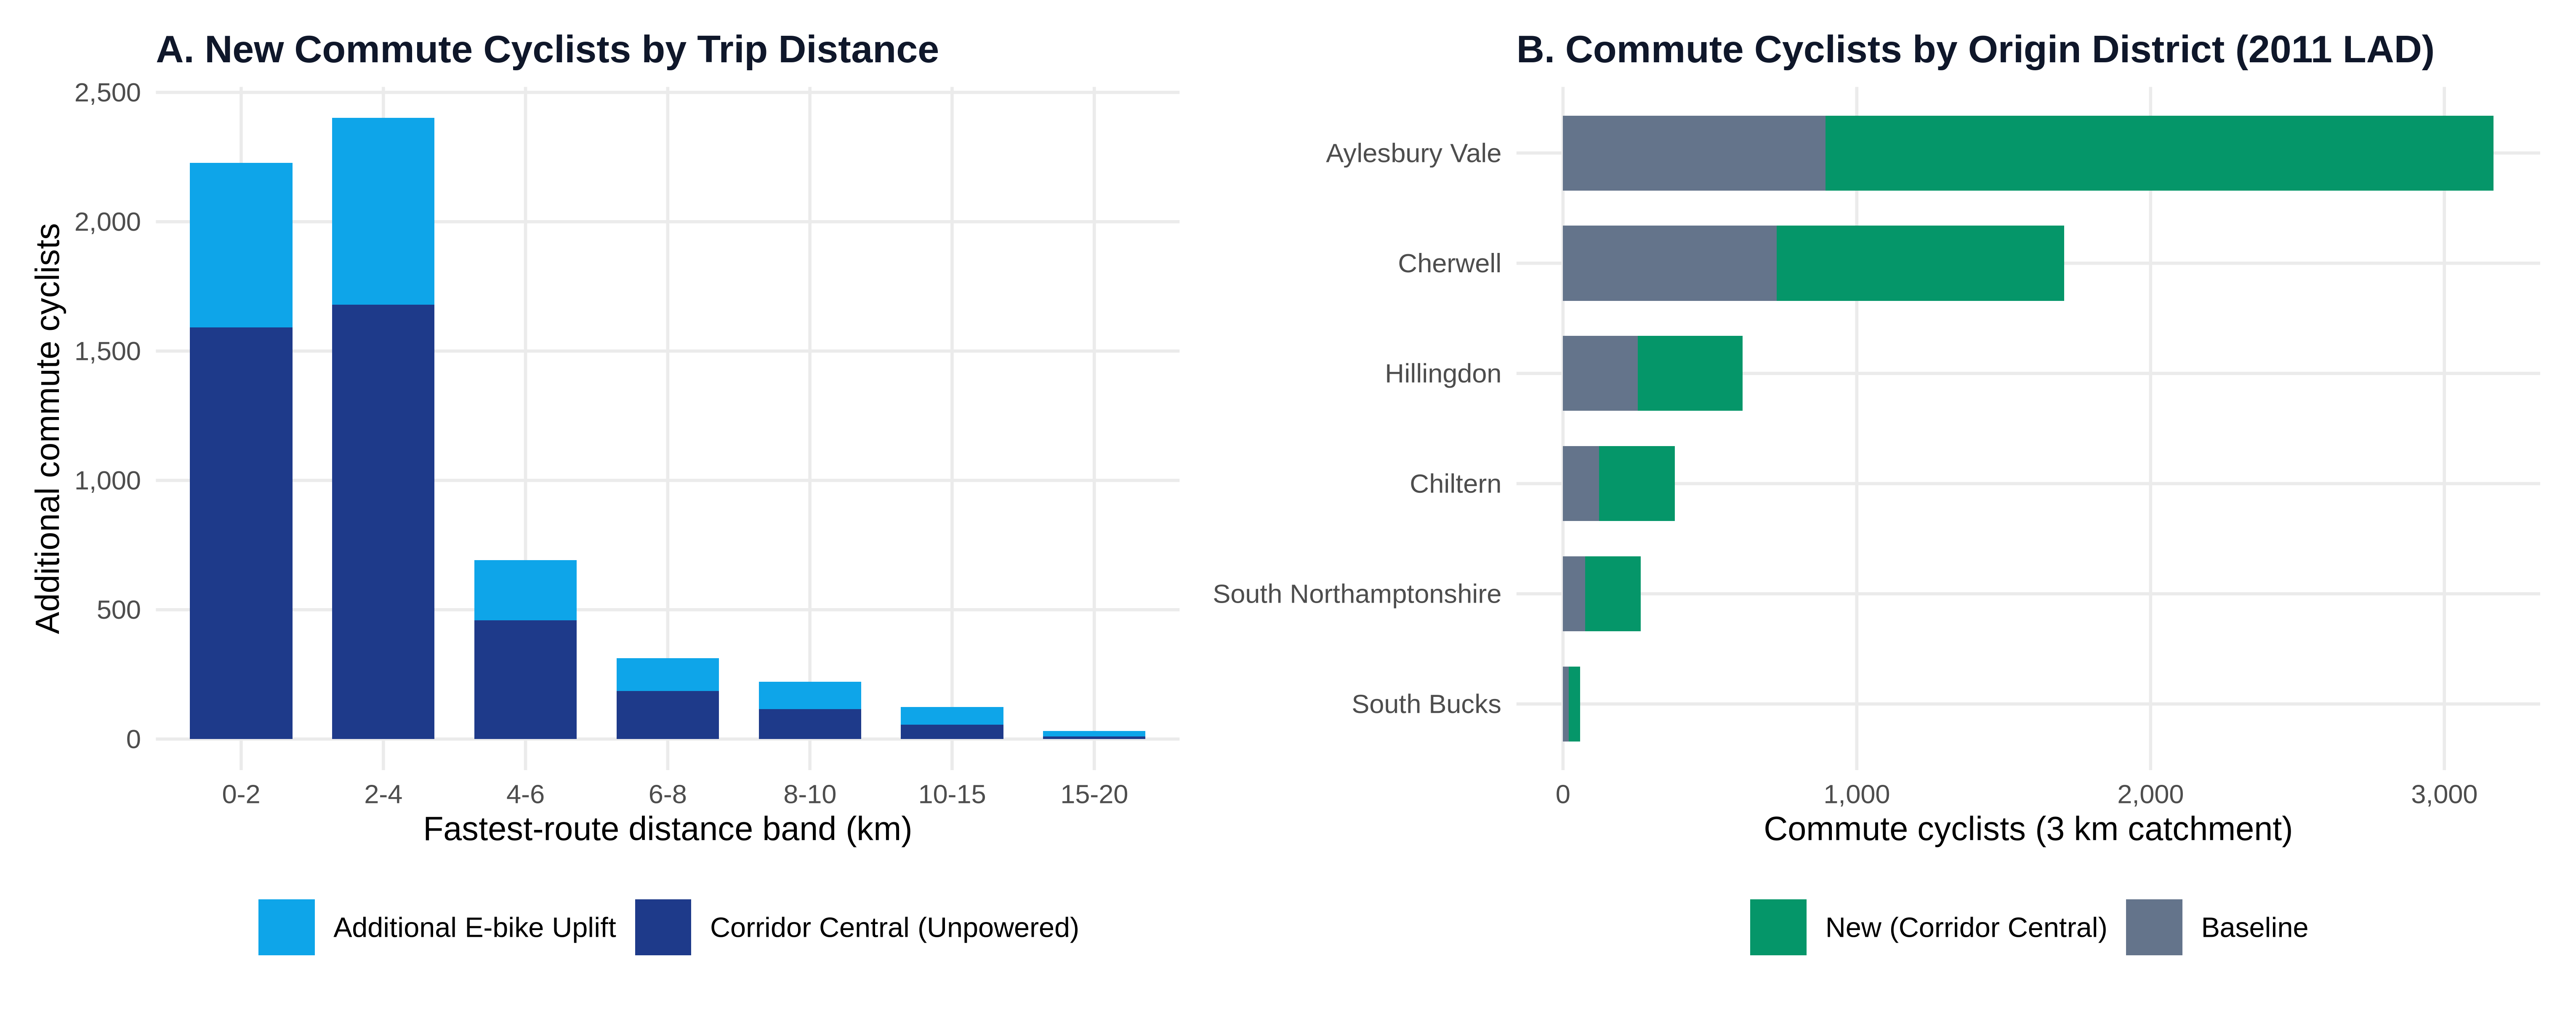 A. New Commute Cyclists by Trip Distance
Additional commute cyclists
2,500
2,000
1,500
1,000
500
0
0-2
2-4
4-6
6-8
8-10
10-15
15-20
Fastest-route distance band (km)
Additional E-bike Uplift
Corridor Central (Unpowered)
B. Commute Cyclists by Origin District (2011 LAD)
Aylesbury Vale
Cherwell
Hillingdon
Chiltern
South Northamptonshire
South Bucks
0
1,000
2,000
3,000
Commute cyclists (3 km catchment)
New (Corridor Central)
Baseline